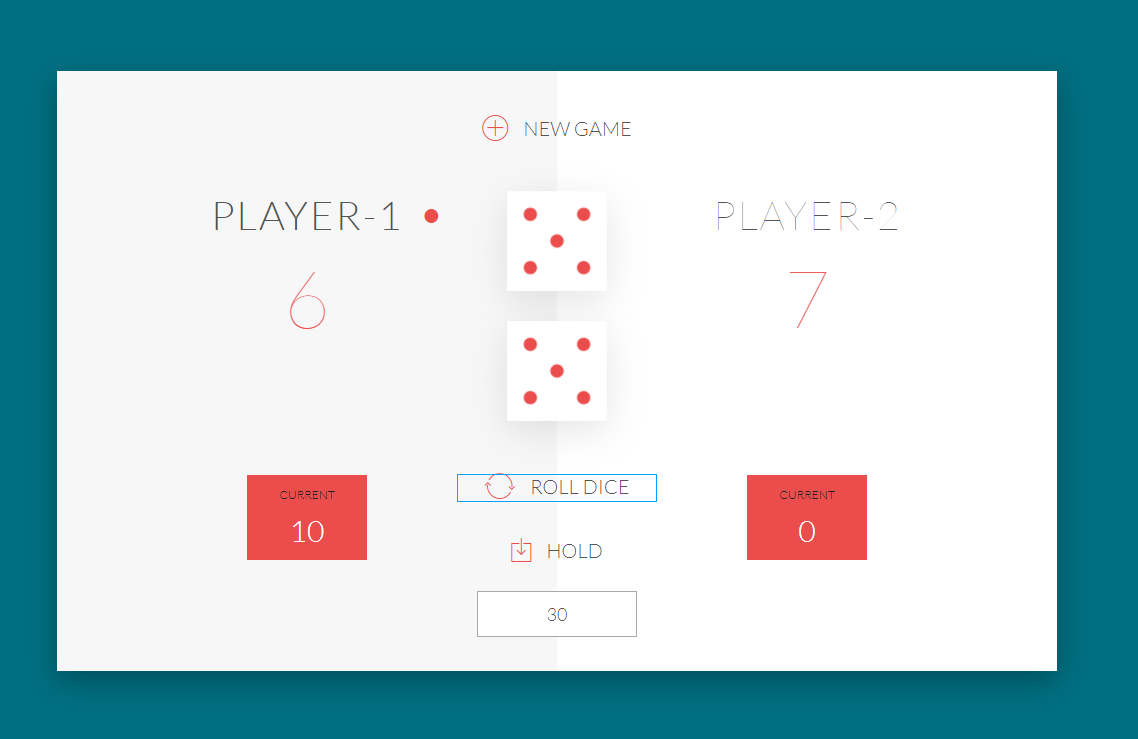 NEW GAME
PLAYER-1
6
PLAYER-2
7
CURRENT
10
ROLL DICE
HOLD
30
CURRENT
0